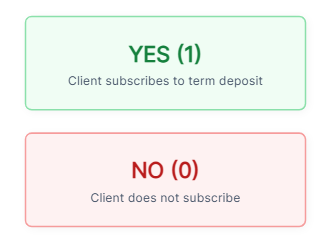 YES (1)
Client subscribes to term deposit
NO (0)
Client does not subscribe